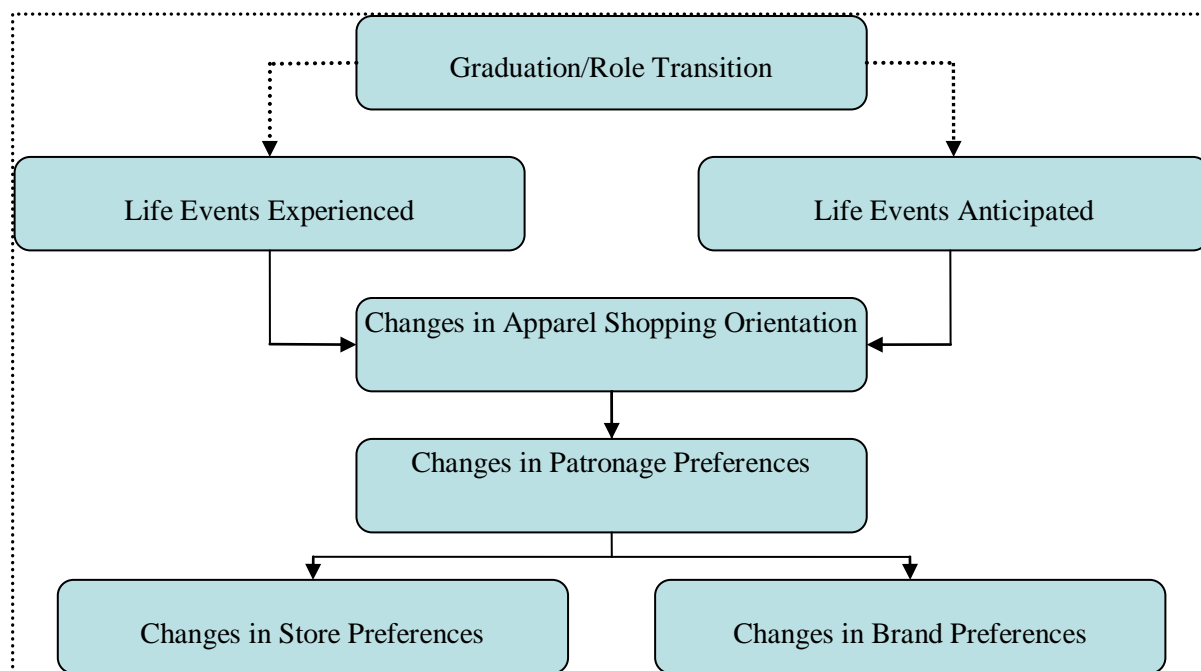 Graduation/Role Transition
Life Events Experienced
Life Events Anticipated
Changes in Apparel Shopping Orientation
Changes in Patronage Preferences
Changes in Store Preferences
Changes in Brand Preferences